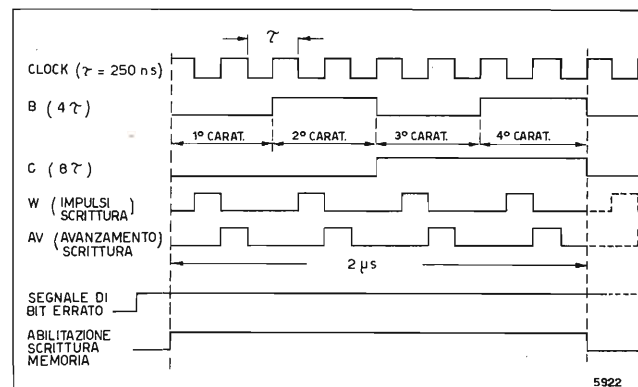 τ
CLOCK (τ = 250 ns)
B (4τ)
1° CARAT. 2° CARAT. 3° CARAT. 4° CARAT.
C (8τ)
W (IMPULSI
SCRITTURA)
AV (AVANZAMENTO)
SCRITTURA
2 µs
SEGNALE DI
BIT ERRATO
ABILITAZIONE
SCRITTURA
MEMORIA
5922